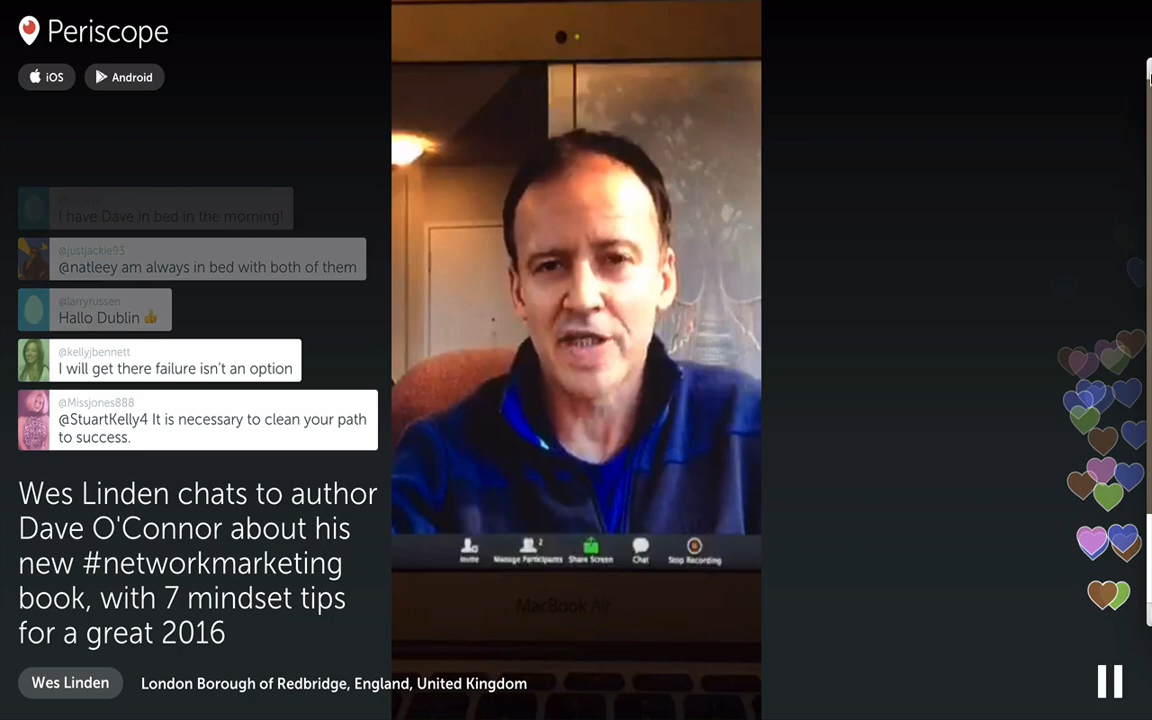 Periscope
iOS
Android
I have Dave in bed in the morning!
@justjackie93
@natleey am always in bed with both of them
@larryrussen
Hallo Dublin 👍
@kellyjbennett
I will get there failure isn't an option
@Missjones888
@StuartKelly4 It is necessary to clean your path
to success.
Wes Linden chats to author
Dave O'Connor about his
new #networkmarketing
book, with 7 mindset tips
for a great 2016
Wes Linden
London Borough of Redbridge, England, United Kingdom
Invite
Manage Participants
2
Share Screen
Chat
Stop Recording
MacBook Air